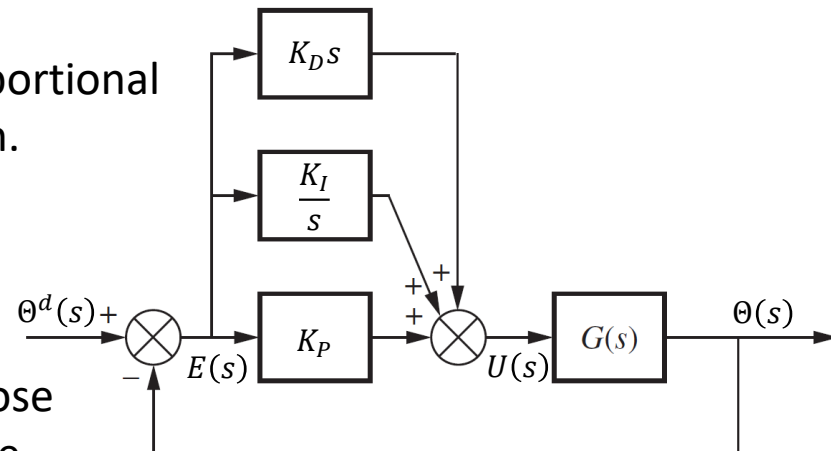 K_D s
portional
n.
K_I
s
+
+
Θ^d(s) +
+
Θ(s)
K_P
G(s)
−
E(s)
U(s)
ose